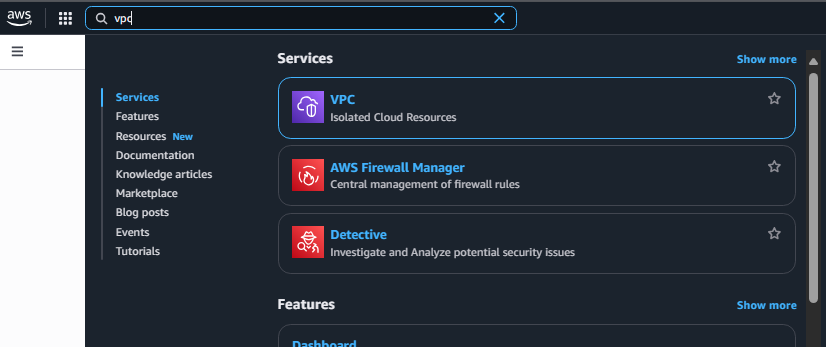 aws
vpc
Services
Features
Resources New
Documentation
Knowledge articles
Marketplace
Blog posts
Events
Tutorials
Services
Show more
VPC
Isolated Cloud Resources
AWS Firewall Manager
Central management of firewall rules
Detective
Investigate and Analyze potential security issues
Features
Show more
Dashboard